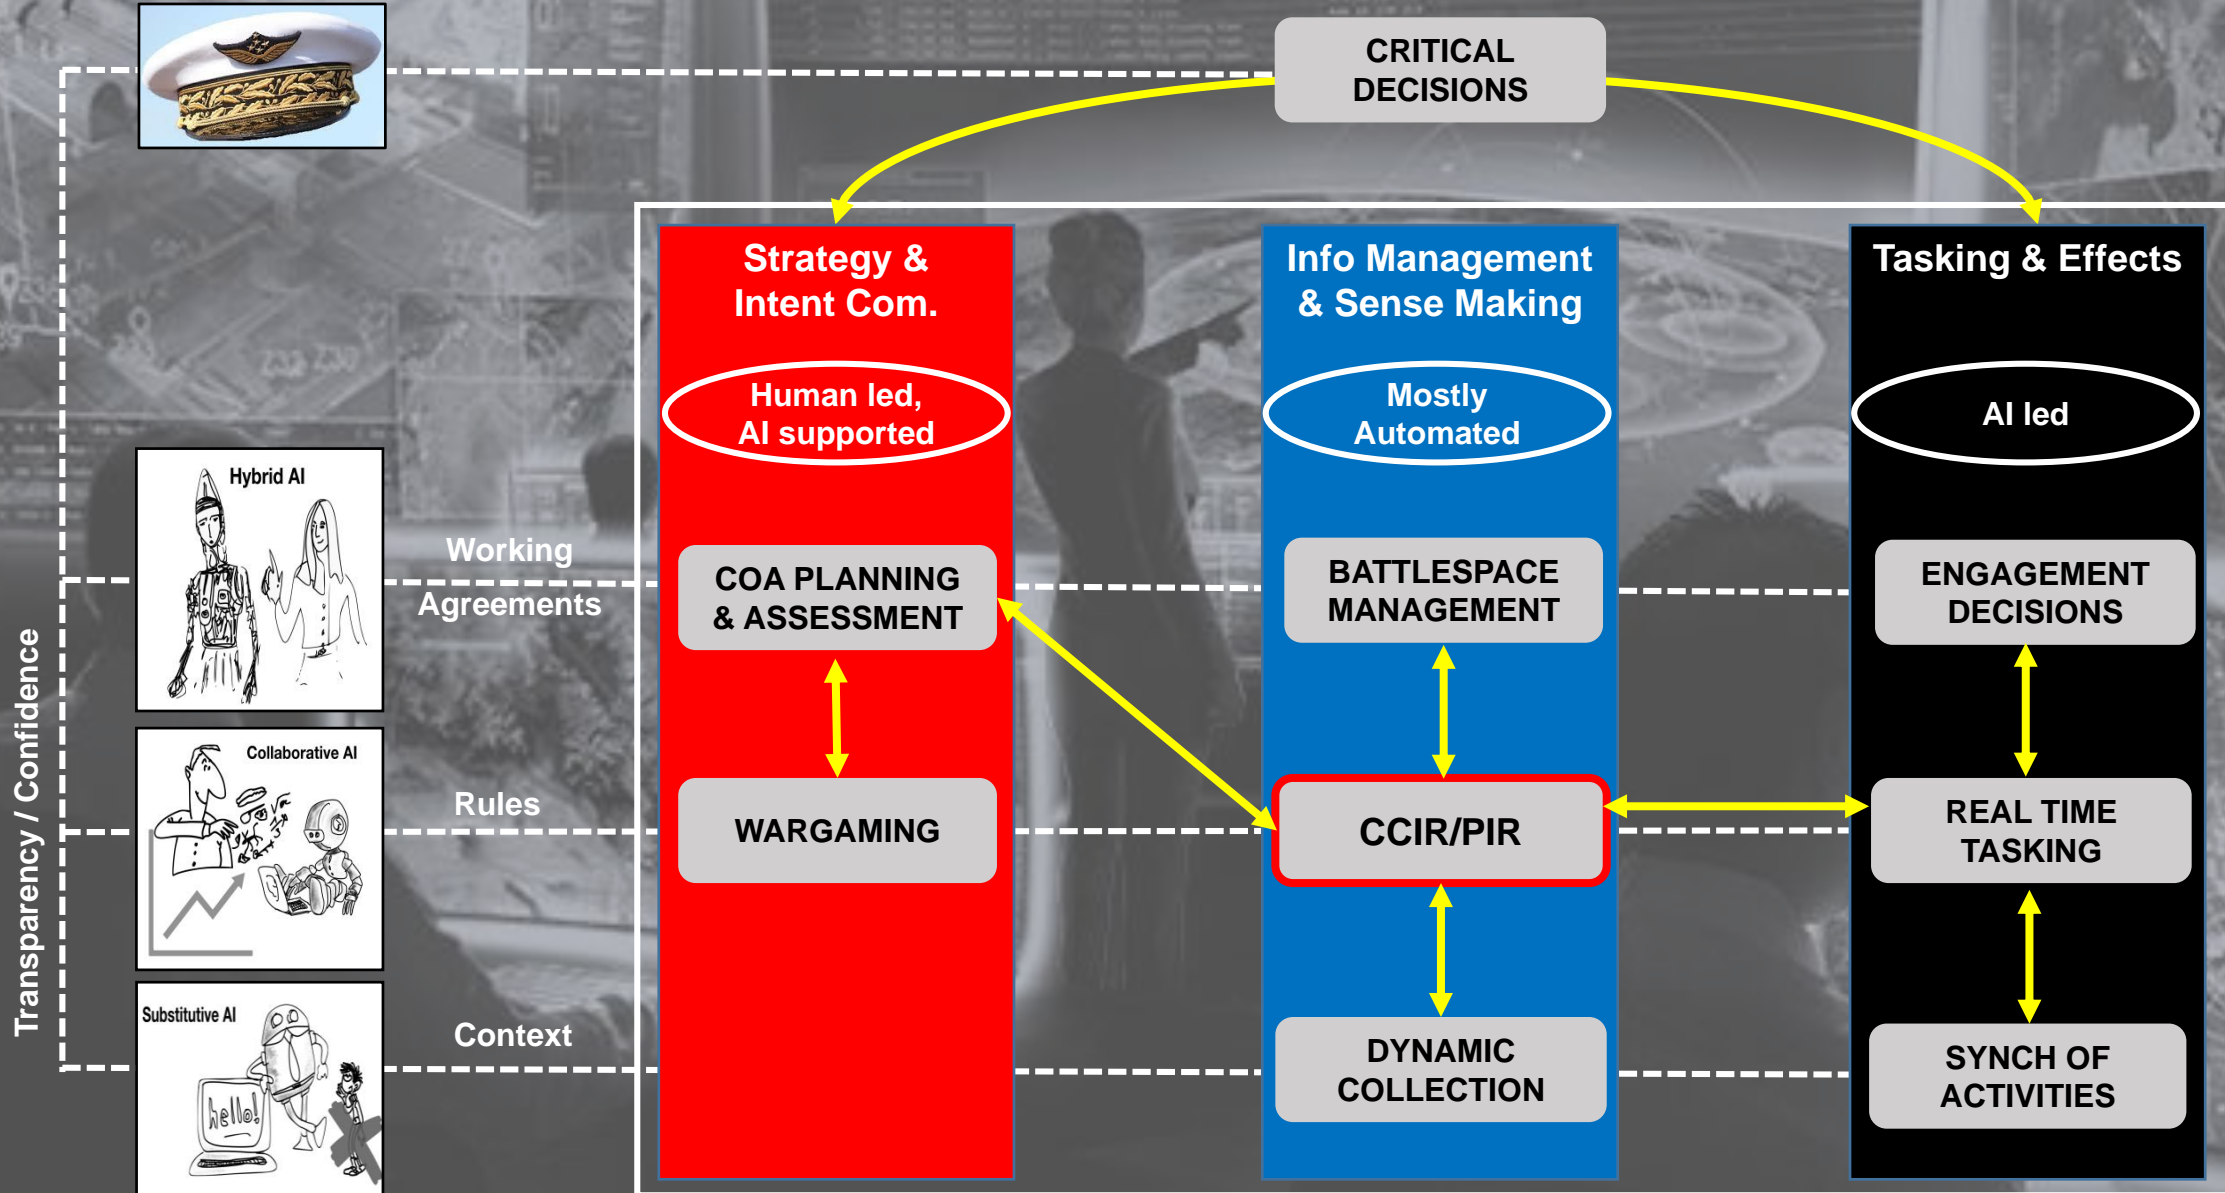 CRITICAL
DECISIONS
Strategy &
Intent Com.
Info Management
& Sense Making
Tasking & Effects
Human led,
AI supported
Mostly
Automated
AI led
Hybrid AI
Working
Agreements
COA PLANNING
& ASSESSMENT
BATTLESPACE
MANAGEMENT
ENGAGEMENT
DECISIONS
Transparency / Confidence
Collaborative AI
Rules
WARGAMING
CCIR/PIR
REAL TIME
TASKING
Substitutive AI
hello!
Context
DYNAMIC
COLLECTION
SYNCH OF
ACTIVITIES